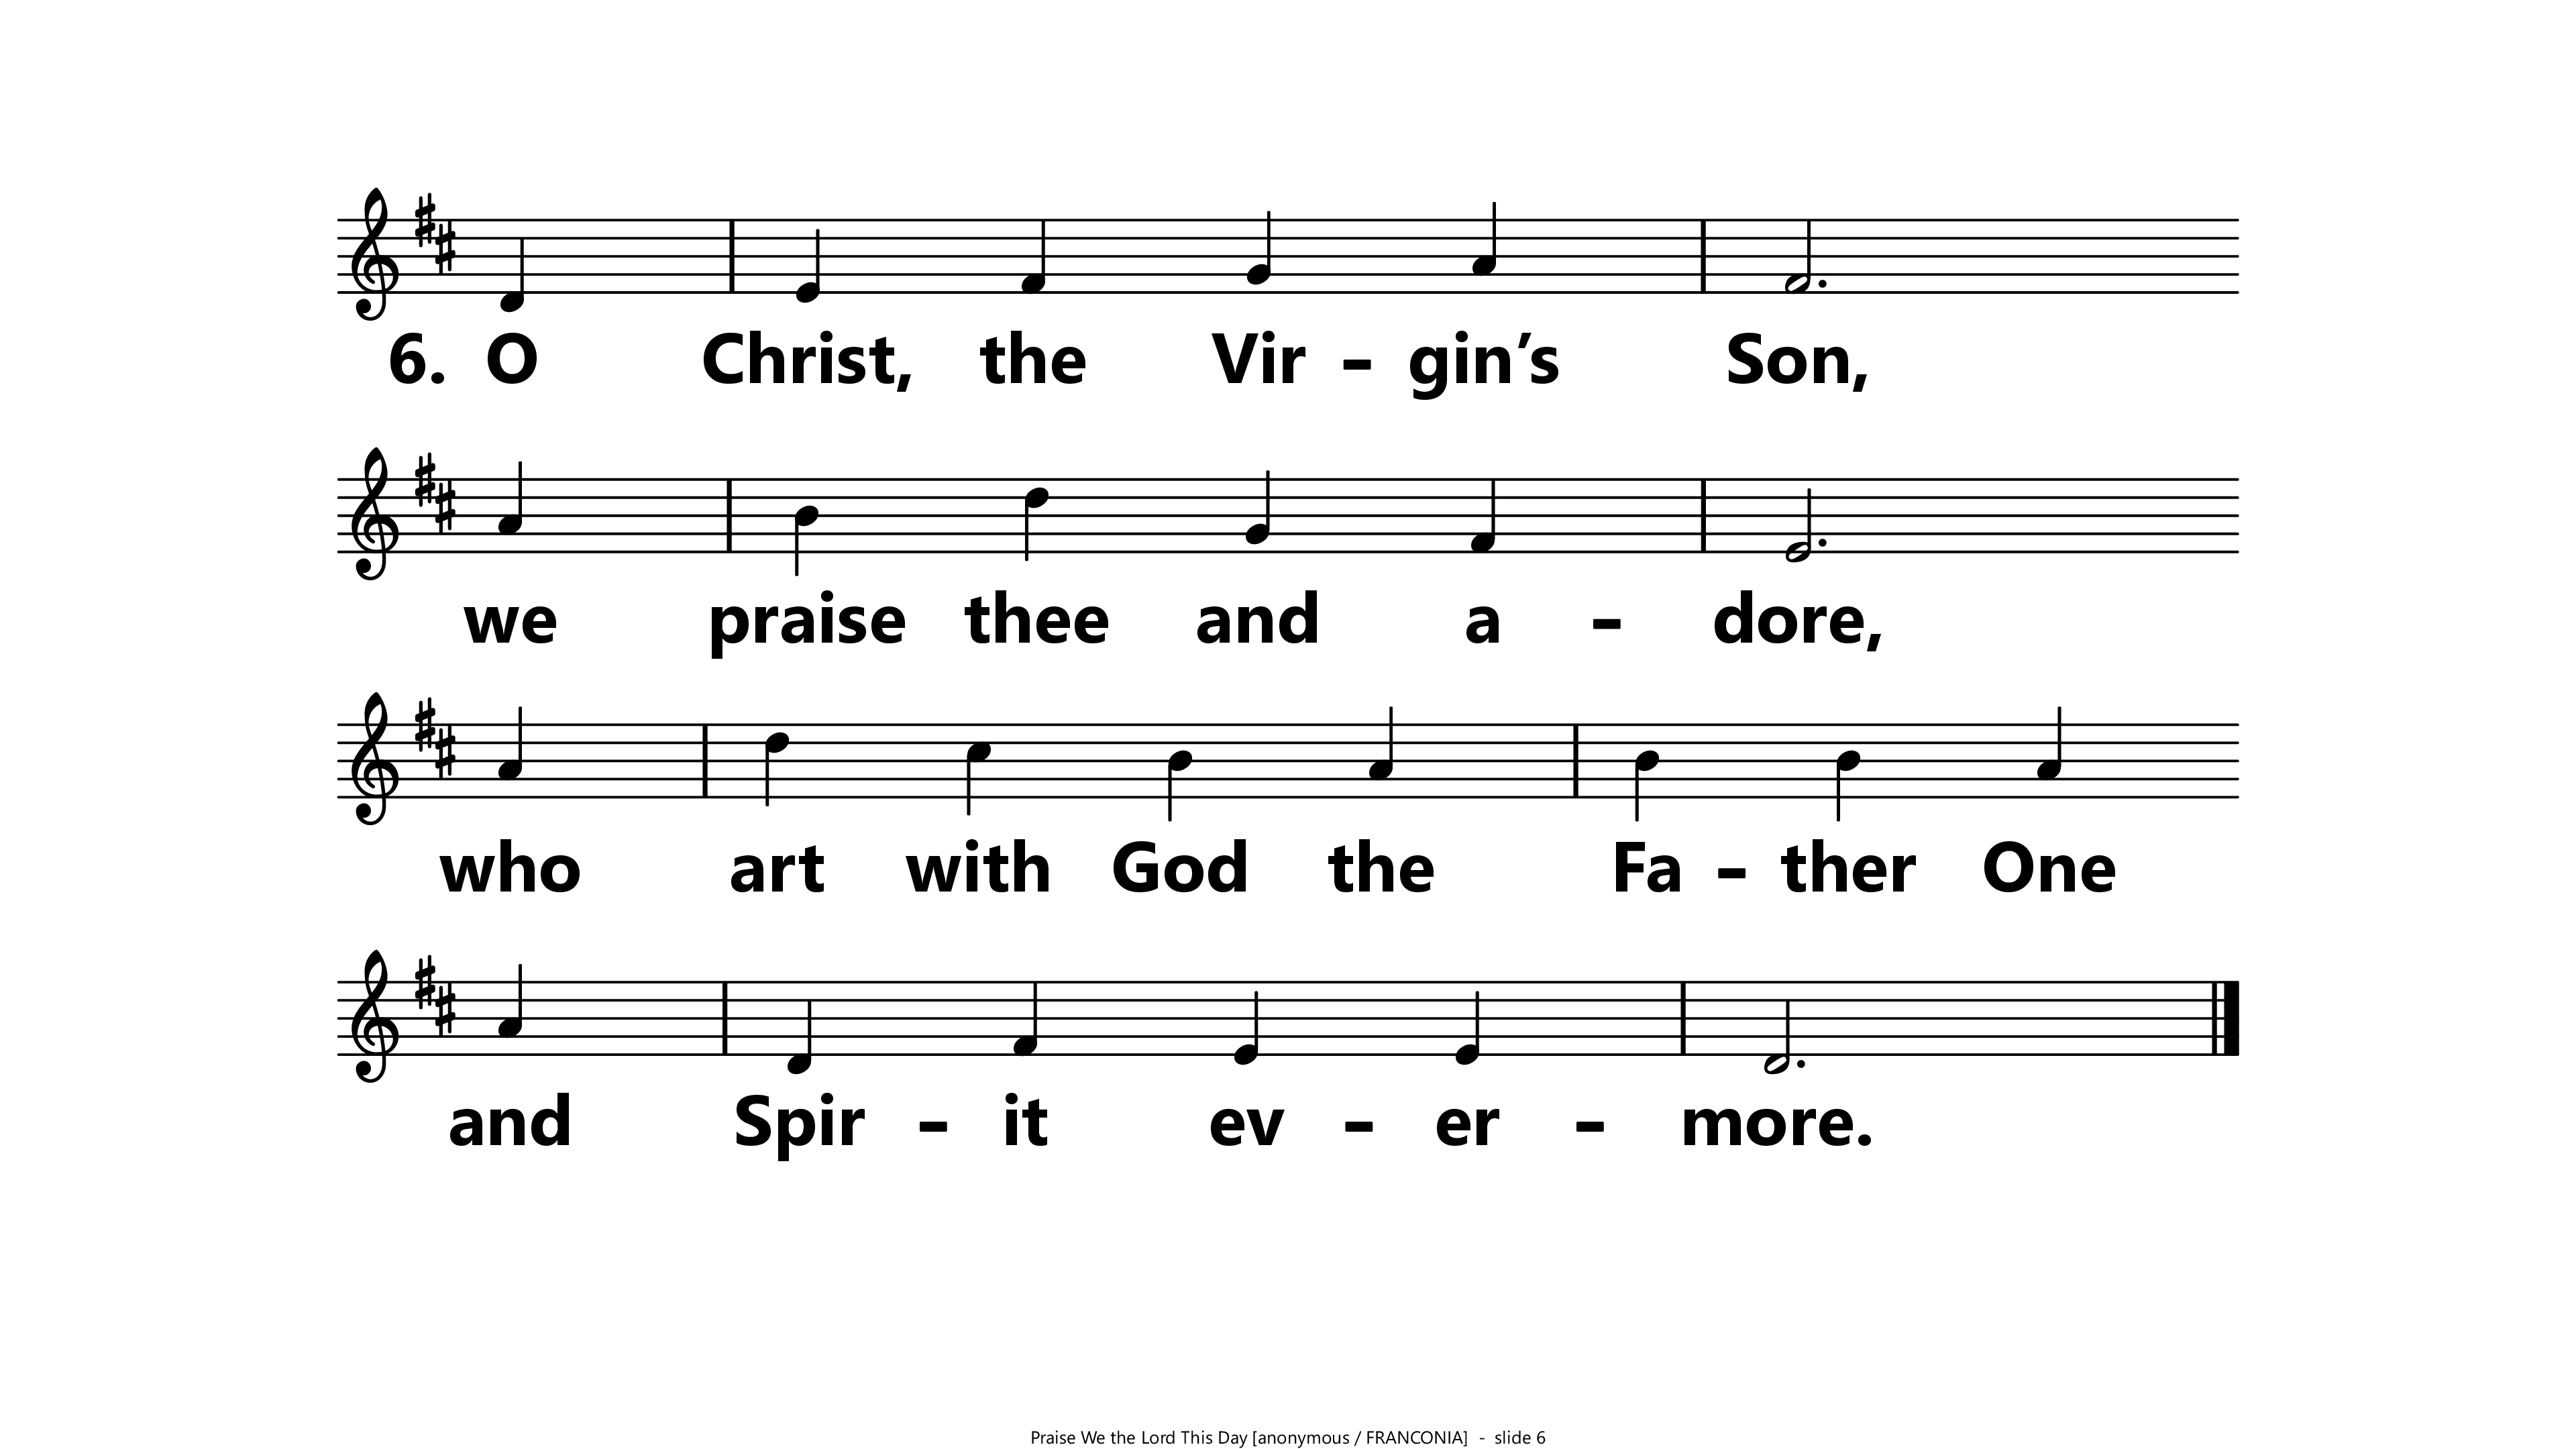 6. O Christ, the Vir - gin’s Son,
we praise thee and a - dore,
who art with God the Fa - ther One
and Spir - it ev - er - more.
Praise We the Lord This Day [anonymous / FRANCONIA] - slide 6